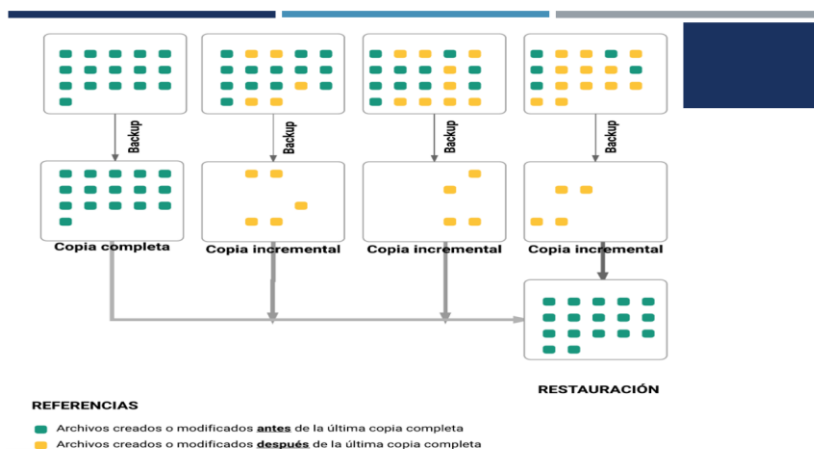 Backup
Backup
Backup
Backup
Copia completa
Copia incremental
Copia incremental
Copia incremental
RESTAURACIÓN
REFERENCIAS
Archivos creados o modificados antes de la última copia completa
Archivos creados o modificados después de la última copia completa